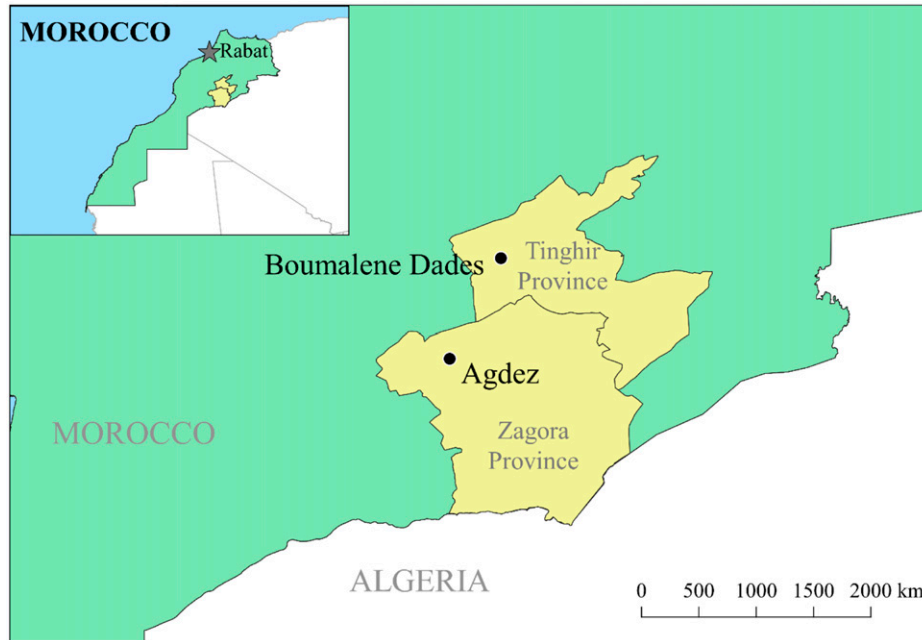 MOROCCO
Rabat
Boumalene Dades
Tinghir
Province
Agdez
MOROCCO
Zagora
Province
ALGERIA
0 500 1000 1500 2000 km